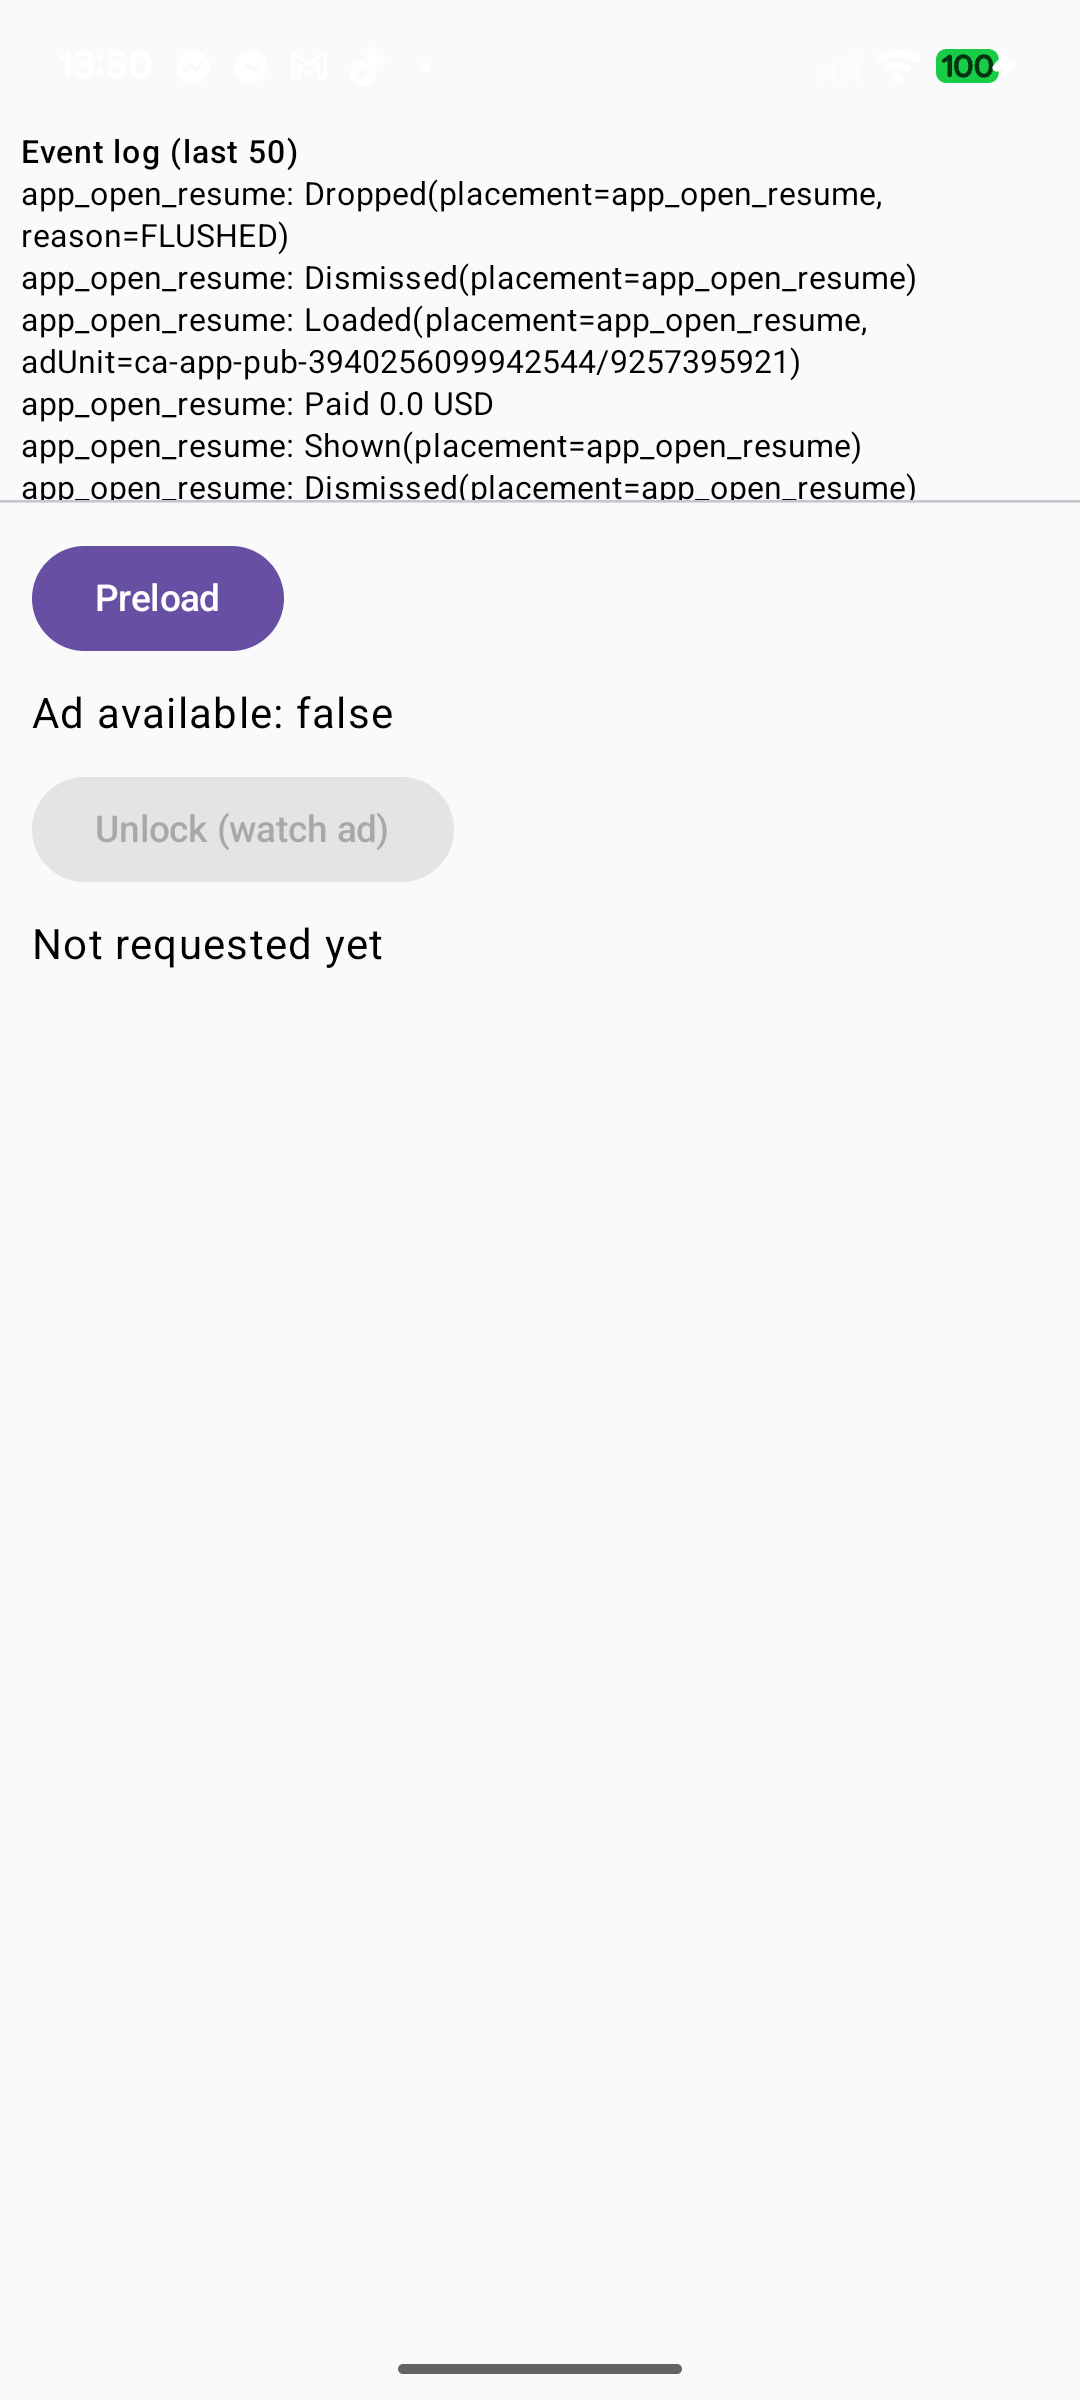 13:50
100
Event log (last 50)
app_open_resume: Dropped(placement=app_open_resume,
reason=FLUSHED)
app_open_resume: Dismissed(placement=app_open_resume)
app_open_resume: Loaded(placement=app_open_resume,
adUnit=ca-app-pub-3940256099942544/9257395921)
app_open_resume: Paid 0.0 USD
app_open_resume: Shown(placement=app_open_resume)
app_open_resume: Dismissed(placement=app_open_resume)
Preload
Ad available: false
Unlock (watch ad)
Not requested yet